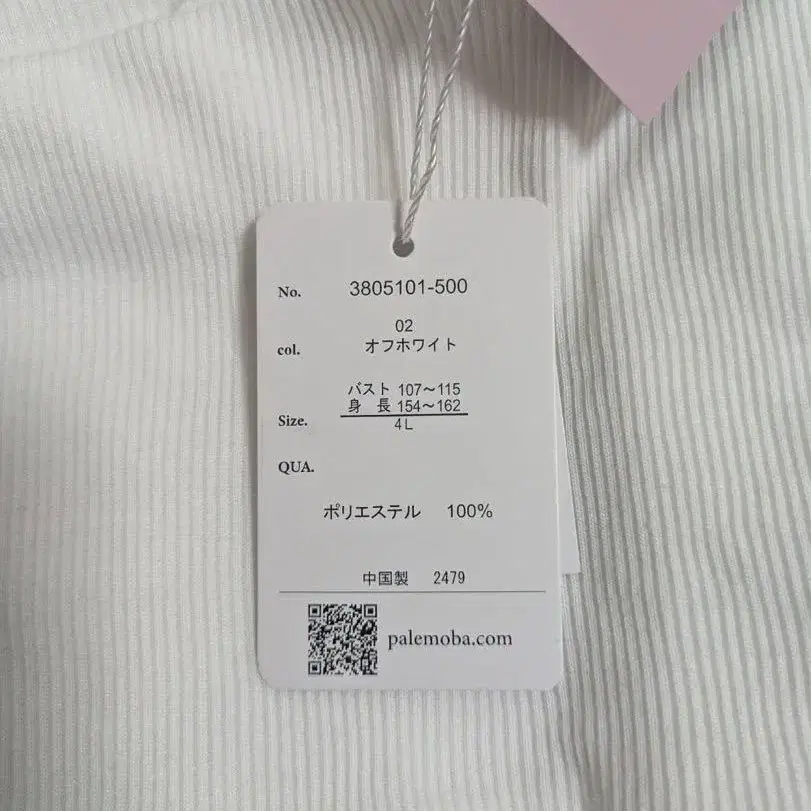 No. 3805101-500
02
col. オフホワイト
バスト 107〜115
身 長 154〜162
Size. 4L
QUA.
ポリエステル 100%
中国製 2479
palemoba.com